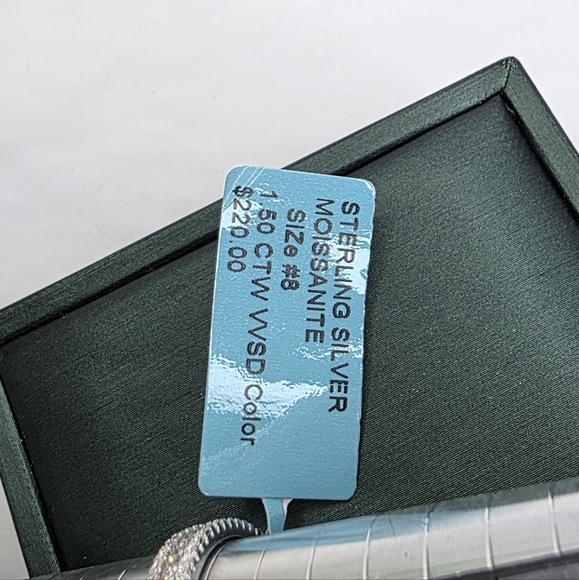 STERLING SILVER
MOISSANITE
SIZe #8
1.50 CTW VVSD Color
$220.00